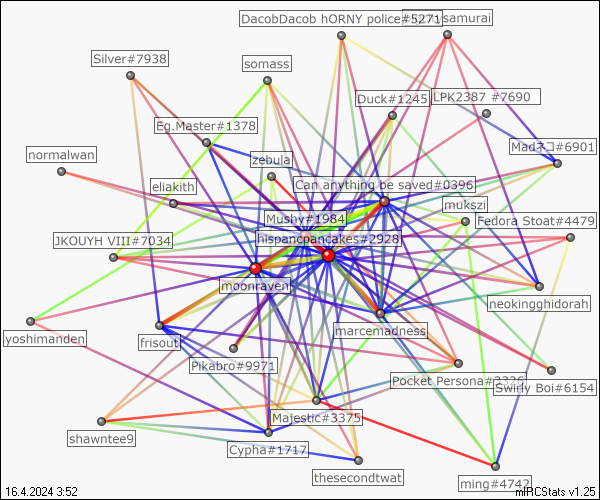 DacobDacob hORNY police#5271
samurai
Silver#7938
somass
Duck#1245
LPK2387 #7690
Eg.Master#1378
Madネコ#6901
normalwan
zebula
eliakith
Can anything be saved#0396
mukszi
Mushy#1984
Fedora Stoat#4479
JKOUYH VIII#7034
hispancpancakes#2928
moonraven
neokingghidorah
yoshimanden
frisout
marcemadness
Pikabro#9971
Pocket Persona#3326
Swirly Boi#6154
Majestic#3375
shawntee9
Cypha#1717
thesecondtwat
ming#4742
16.4.2024 3:52
mIRCStats v1.25